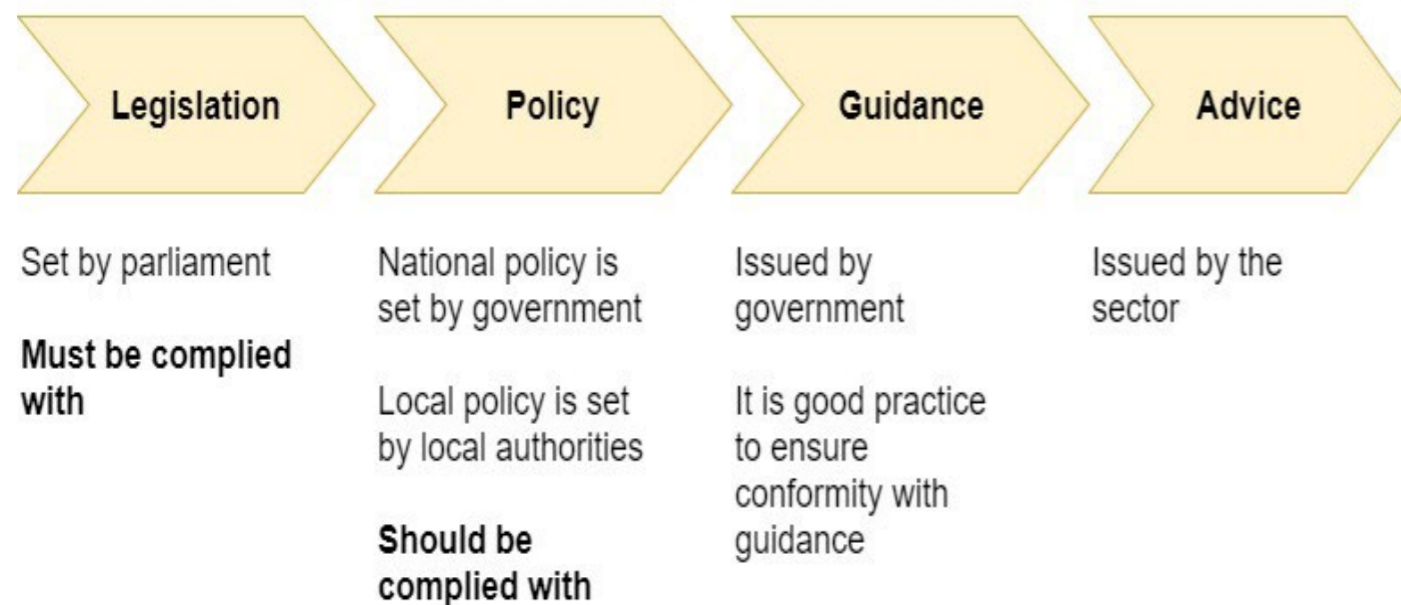 Legislation
Policy
Guidance
Advice
Set by parliament
Must be complied
with
National policy is
set by government
Local policy is set
by local authorities
Should be
complied with
Issued by
government
It is good practice
to ensure
conformity with
guidance
Issued by the
sector